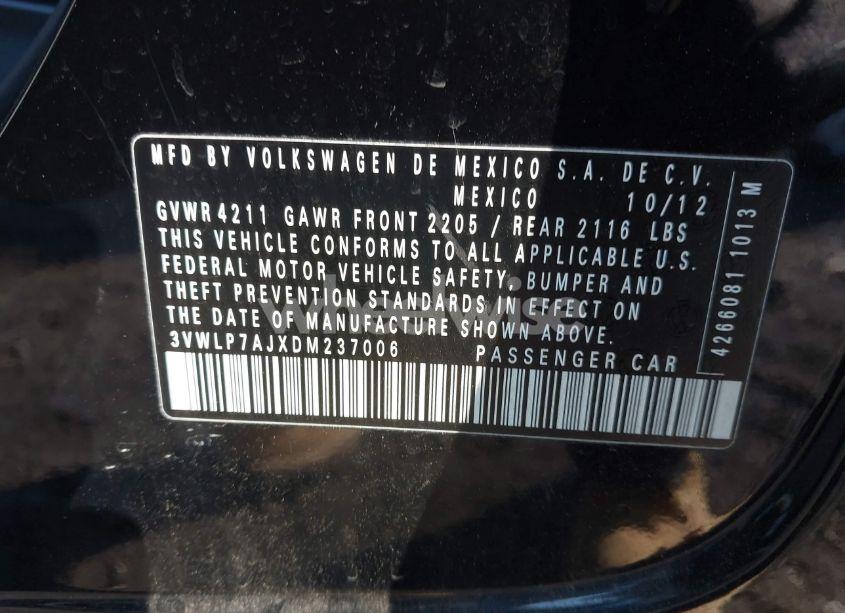 MFD BY VOLKSWAGEN DE MEXICO S.A. DE C.V.
MEXICO 10/12
GVWR 4211 GAWR FRONT 2205 / REAR 2116 LBS
THIS VEHICLE CONFORMS TO ALL APPLICABLE U.S.
FEDERAL MOTOR VEHICLE SAFETY, BUMPER AND
THEFT PREVENTION STANDARDS IN EFFECT ON
THE DATE OF MANUFACTURE SHOWN ABOVE.
3VWLP7AJXDM237006 PASSENGER CAR
4266081 1013 M
wheelwise